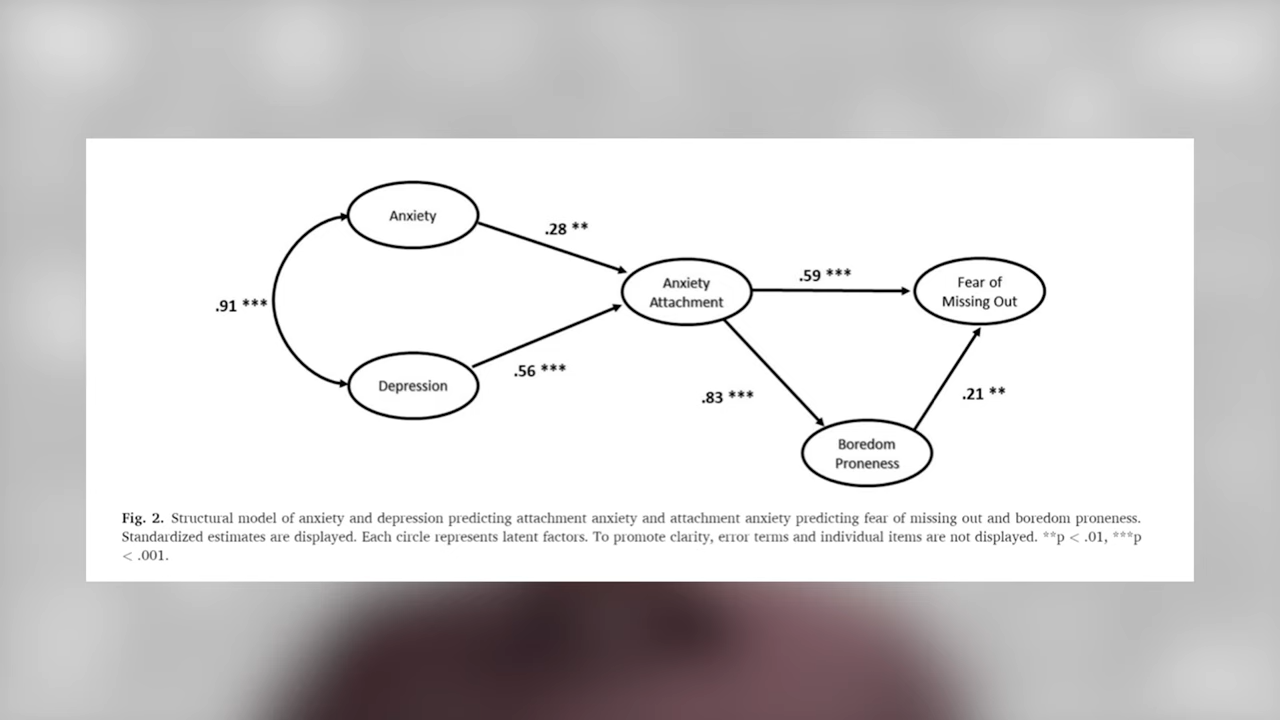 Anxiety
.28 **
.91 ***
Anxiety
Attachment
.59 ***
Fear of
Missing Out
Depression
.56 ***
.83 ***
.21 **
Boredom
Proneness
Fig. 2. Structural model of anxiety and depression predicting attachment anxiety and attachment anxiety predicting fear of missing out and boredom proneness.
Standardized estimates are displayed. Each circle represents latent factors. To promote clarity, error terms and individual items are not displayed. **p < .01, ***p
< .001.